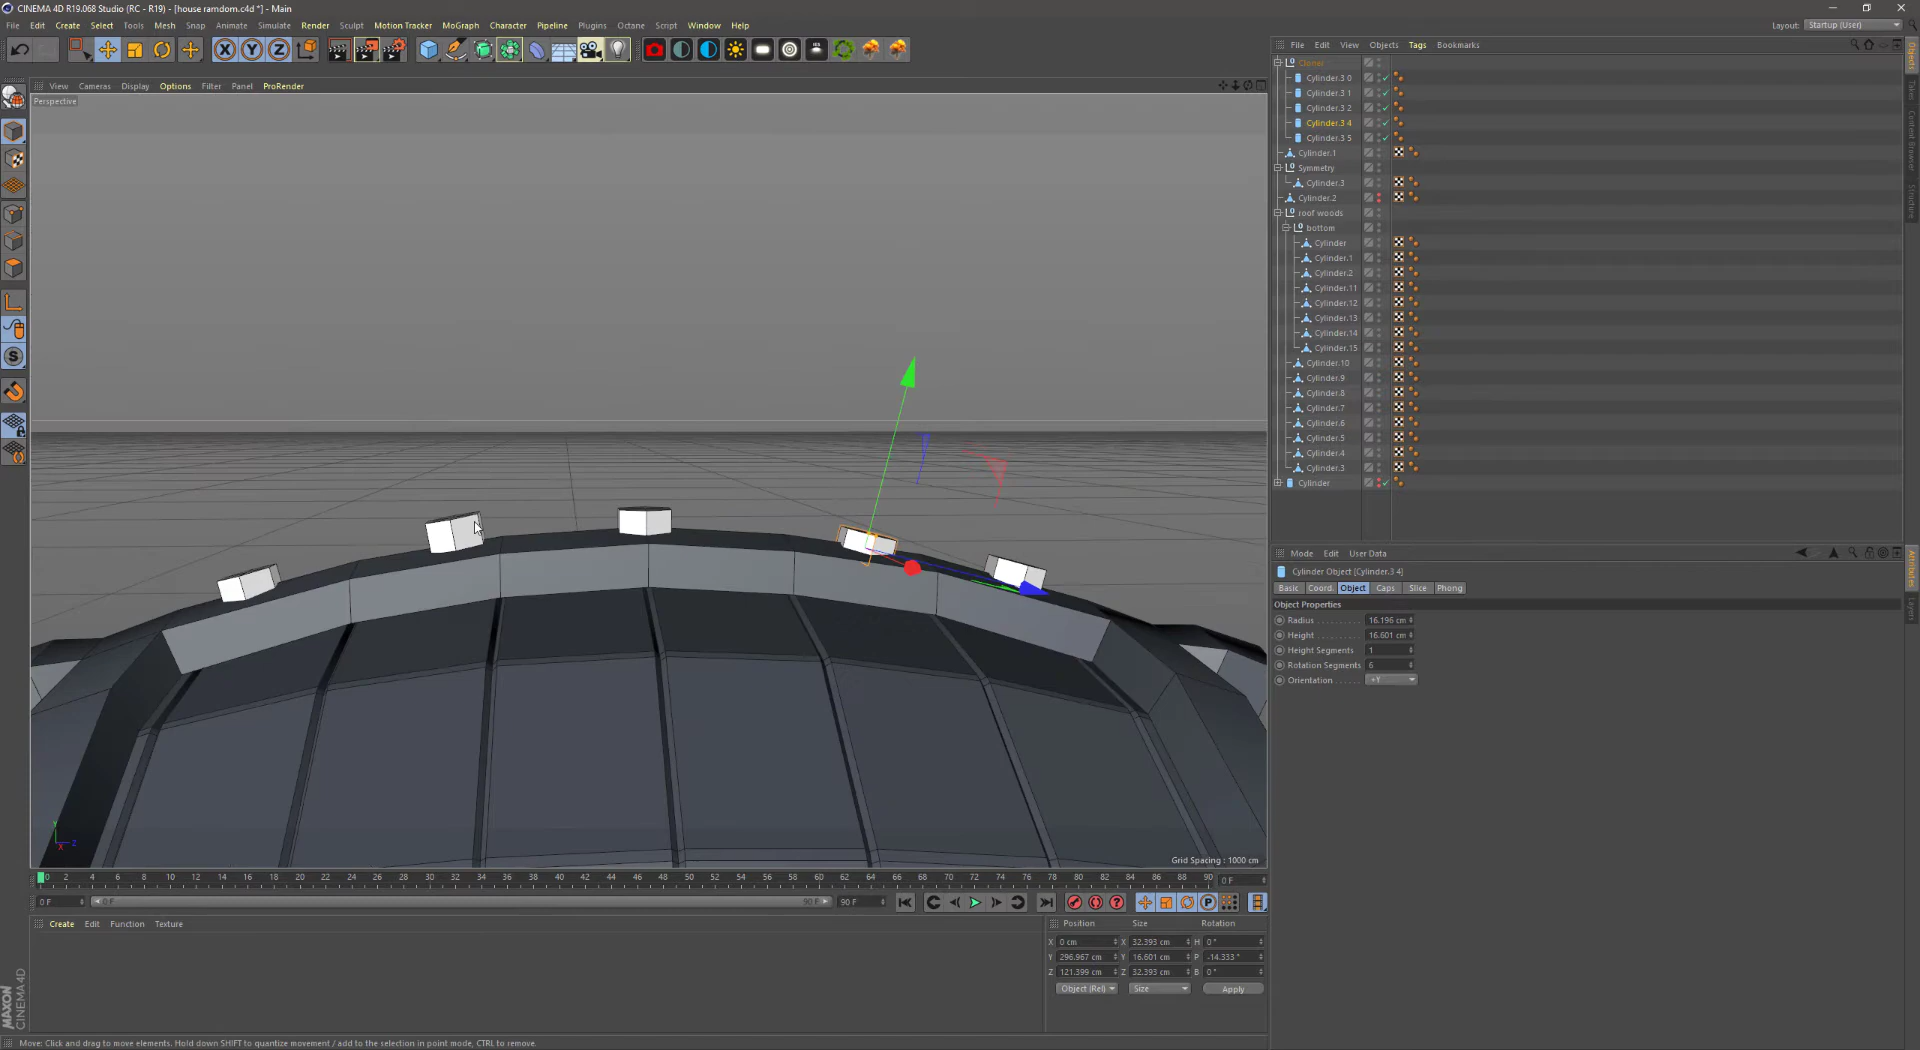 CINEMA 4D R19.068 Studio (RC - R19) - [house ramdom.c4d *] - Main
File Edit Create Select Tools Mesh Snap Animate Simulate Render Sculpt Motion Tracker MoGraph Character Pipeline Plugins Octane Script Window Help
Layout: Startup (User)
File Edit View Objects Tags Bookmarks
View Cameras Display Options Filter Panel ProRender
Perspective
Cloner
Cylinder.3 0
Cylinder.3 1
Cylinder.3 2
Cylinder.3 4
Cylinder.3 5
Cylinder.1
Symmetry
Cylinder.3
Cylinder.2
roof woods
bottom
Cylinder
Cylinder.1
Cylinder.2
Cylinder.11
Cylinder.12
Cylinder.13
Cylinder.14
Cylinder.15
Cylinder.10
Cylinder.9
Cylinder.8
Cylinder.7
Cylinder.6
Cylinder.5
Cylinder.4
Cylinder.3
Cylinder
Objects
Takes
Content Browser
Structure
Attributes
Layers
Mode Edit User Data
Cylinder Object [Cylinder.3 4]
Basic Coord. Object Caps Slice Phong
Object Properties
Radius 16.196 cm
Height 16.601 cm
Height Segments 1
Rotation Segments 6
Orientation +Y
Grid Spacing : 1000 cm
0 2 4 6 8 10 12 14 16 18 20 22 24 26 28 30 32 34 36 38 40 42 44 46 48 50 52 54 56 58 60 62 64 66 68 70 72 74 76 78 80 82 84 86 88 90 0 F
0 F 0 F 90 F 90 F
Create Edit Function Texture
Position Size Rotation
X 0 cm X 32.393 cm H 0 °
Y 296.967 cm Y 16.601 cm P -14.333 °
Z 121.399 cm Z 32.393 cm B 0 °
Object (Rel) Size Apply
MAXON CINEMA 4D
Move: Click and drag to move elements. Hold down SHIFT to quantize movement / add to the selection in point mode, CTRL to remove.